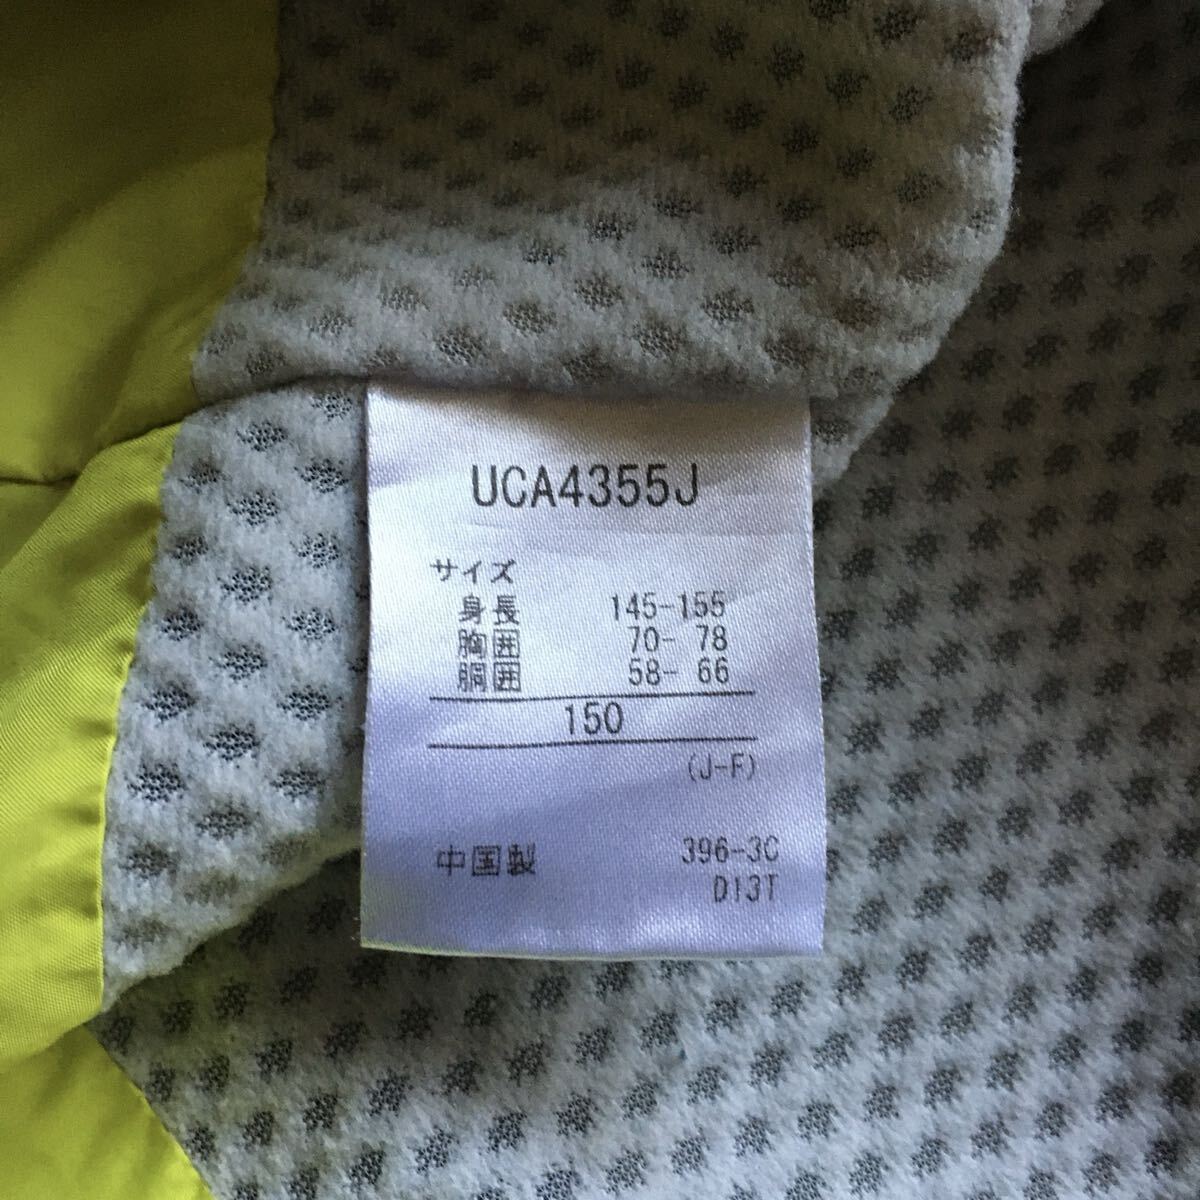 UCA4355J
サイズ
身長 145-155
胸囲 70- 78
胴囲 58- 66
150
(J-F)
中国製 396-3C
D13T